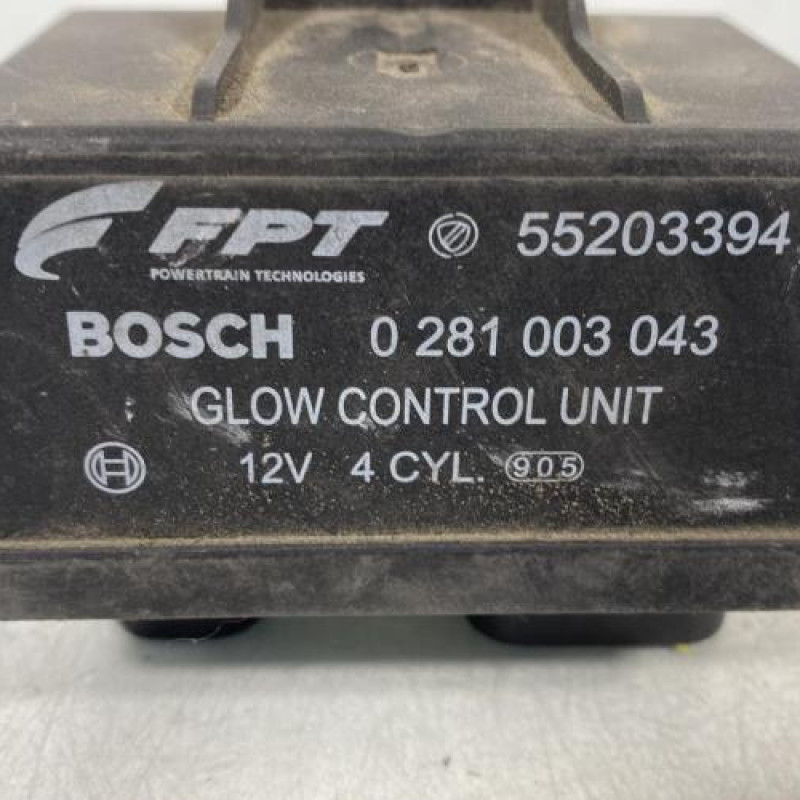 FPT 55203394
POWERTRAIN TECHNOLOGIES
BOSCH 0 281 003 043
GLOW CONTROL UNIT
12V 4 CYL. 905